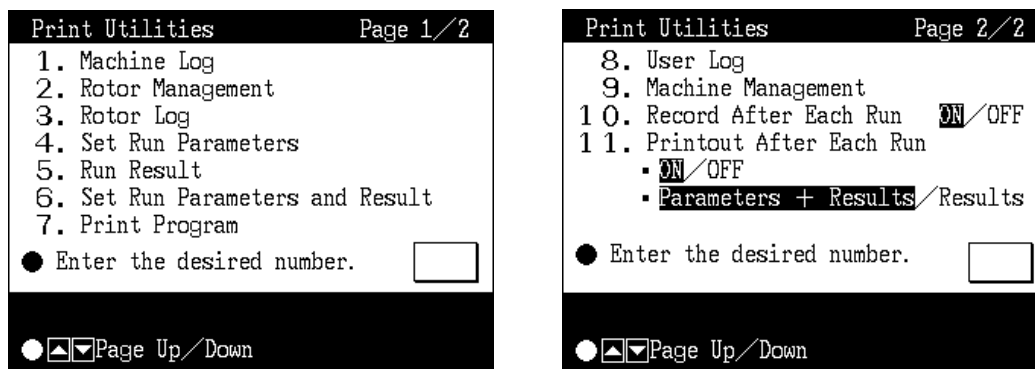 Print Utilities Page 1/2
1. Machine Log
2. Rotor Management
3. Rotor Log
4. Set Run Parameters
5. Run Result
6. Set Run Parameters and Result
7. Print Program
● Enter the desired number.
▲▼Page Up/Down
Print Utilities Page 2/2
8. User Log
9. Machine Management
10. Record After Each Run ON/OFF
11. Printout After Each Run
▪ ON/OFF
▪ Parameters + Results/Results
● Enter the desired number.
▲▼Page Up/Down